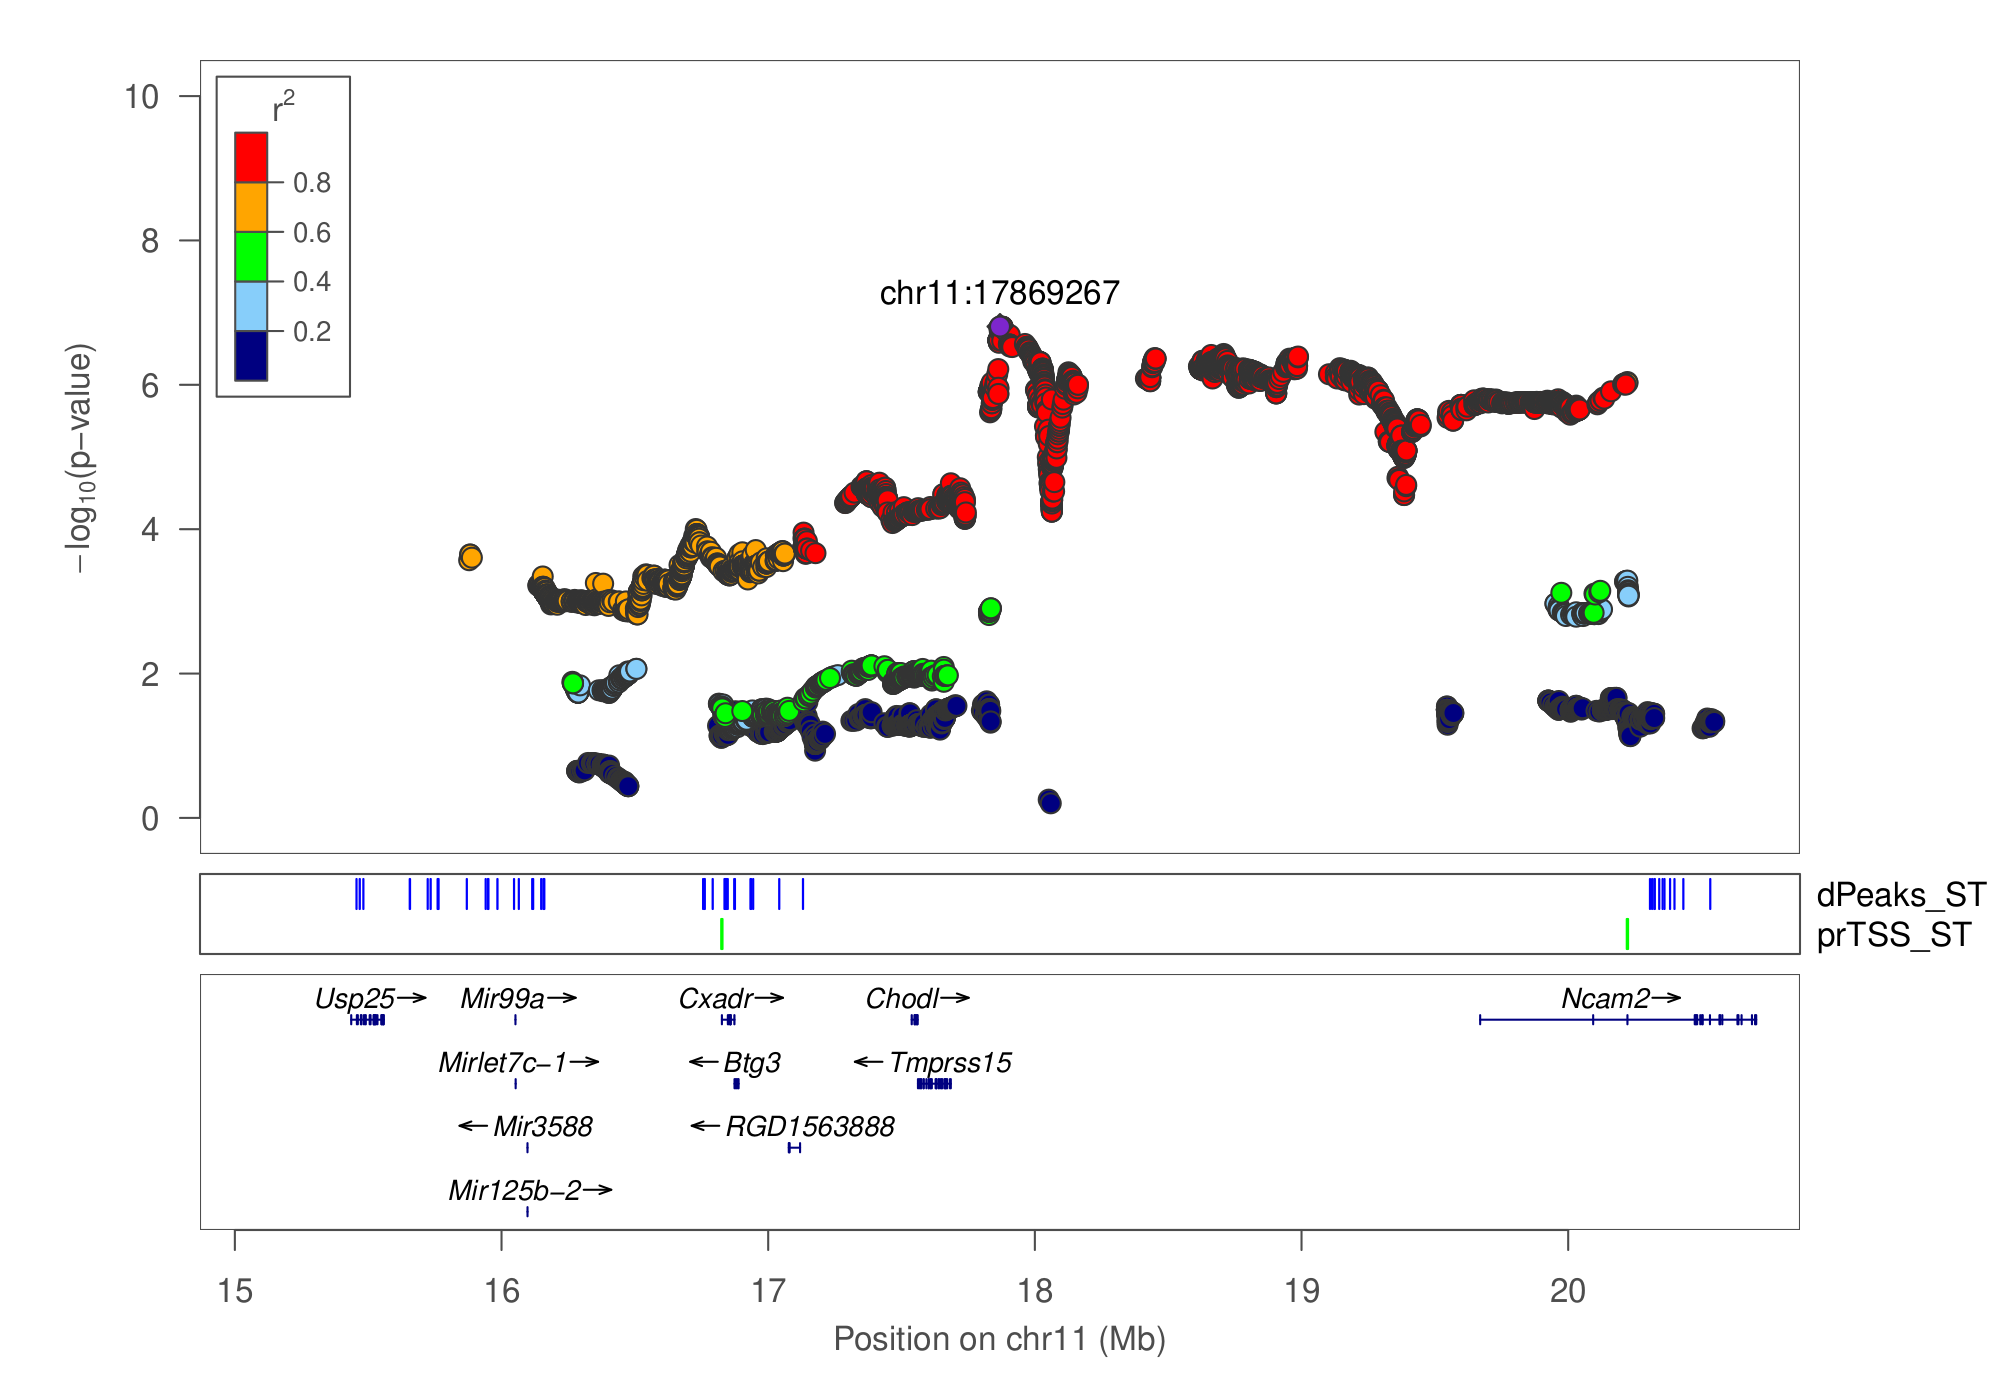 10
8
6
4
2
0
−log10(p−value)
r2
0.8
0.6
0.4
0.2
chr11:17869267
dPeaks_ST
prTSS_ST
Usp25→ Mir99a→ Cxadr→ Chodl→ Ncam2→
Mirlet7c−1→ ←Btg3 ←Tmprss15
←Mir3588 ←RGD1563888
Mir125b−2→
15 16 17 18 19 20
Position on chr11 (Mb)